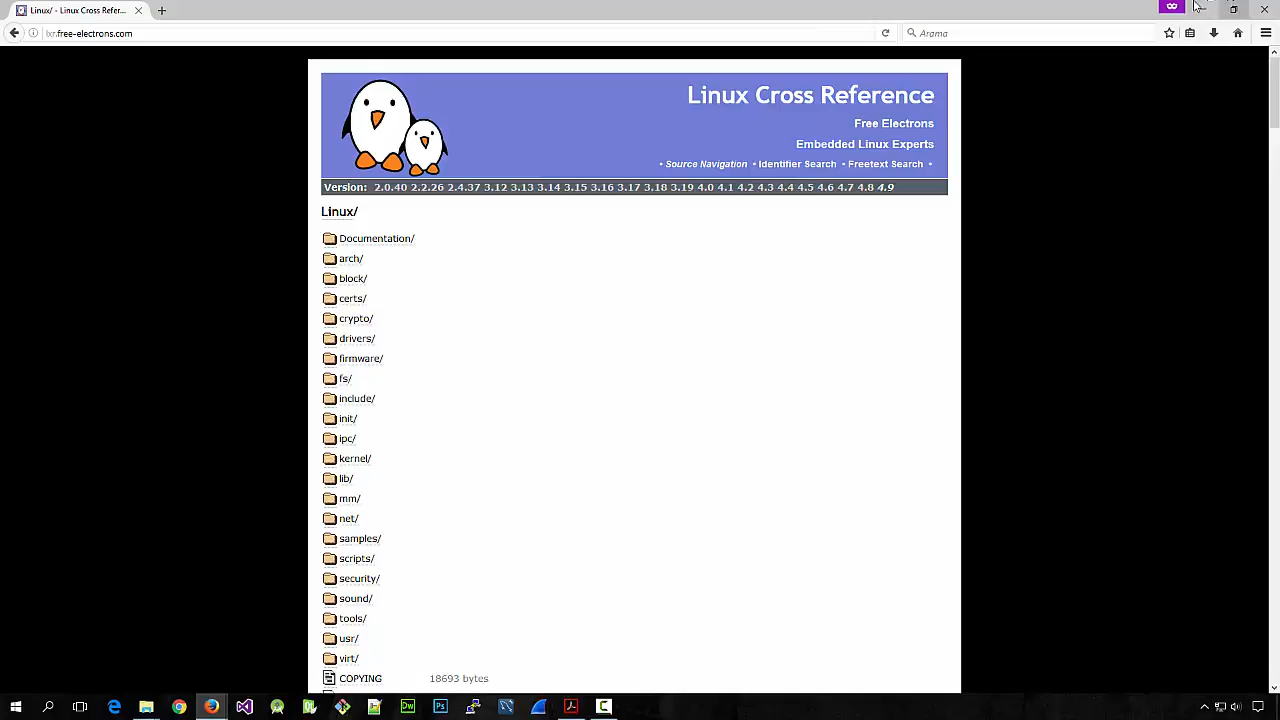 Linux/ - Linux Cross Refer...
lxr.free-electrons.com
Arama
Linux Cross Reference
Free Electrons
Embedded Linux Experts
• Source Navigation • Identifier Search • Freetext Search •
Version: 2.0.40 2.2.26 2.4.37 3.12 3.13 3.14 3.15 3.16 3.17 3.18 3.19 4.0 4.1 4.2 4.3 4.4 4.5 4.6 4.7 4.8 4.9
Linux/
Documentation/
arch/
block/
certs/
crypto/
drivers/
firmware/
fs/
include/
init/
ipc/
kernel/
lib/
mm/
net/
samples/
scripts/
security/
sound/
tools/
usr/
virt/
COPYING 18693 bytes
Dw
Ps